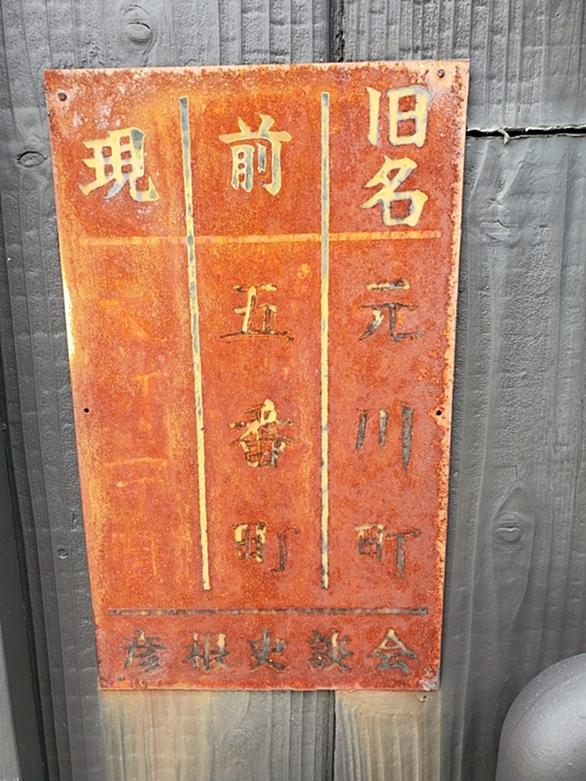 旧名 元川町
前 五番町
現
彦根史談会